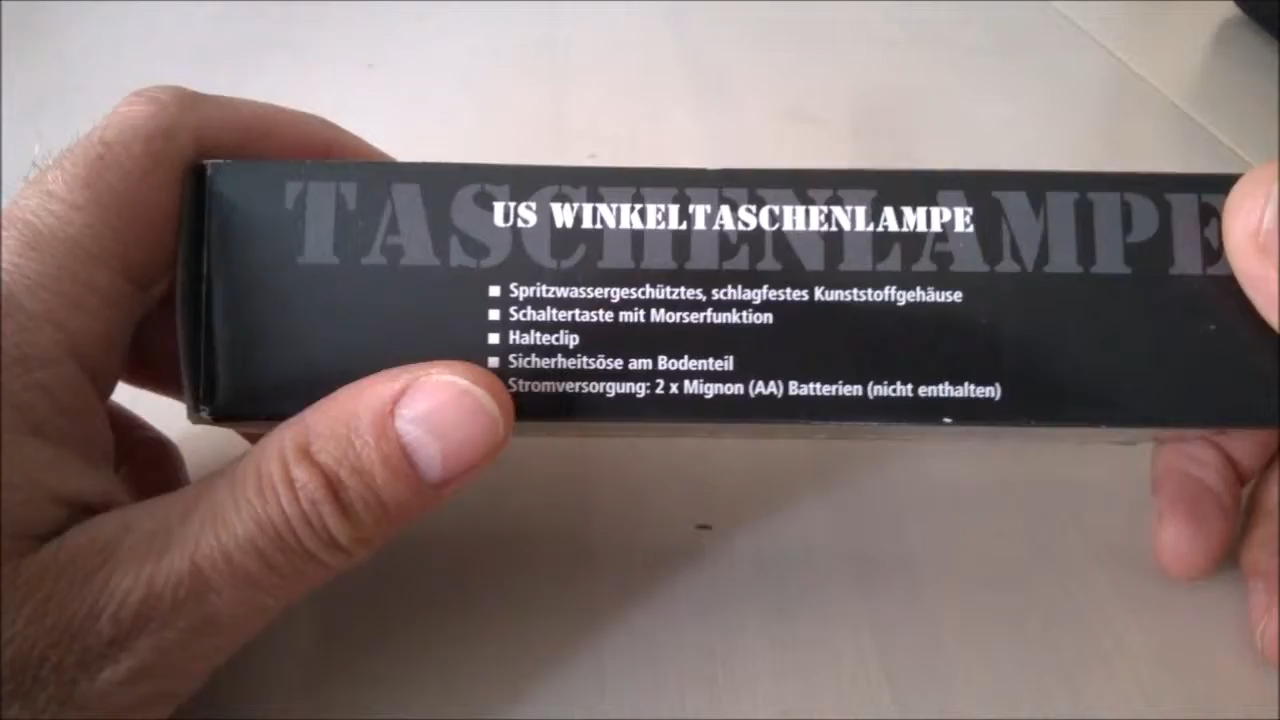 TASCHENLAMPE
US WINKELTASCHENLAMPE
■ Spritzwassergeschütztes, schlagfestes Kunststoffgehäuse
■ Schaltertaste mit Morserfunktion
■ Halteclip
■ Sicherheitsöse am Bodenteil
Stromversorgung: 2 x Mignon (AA) Batterien (nicht enthalten)